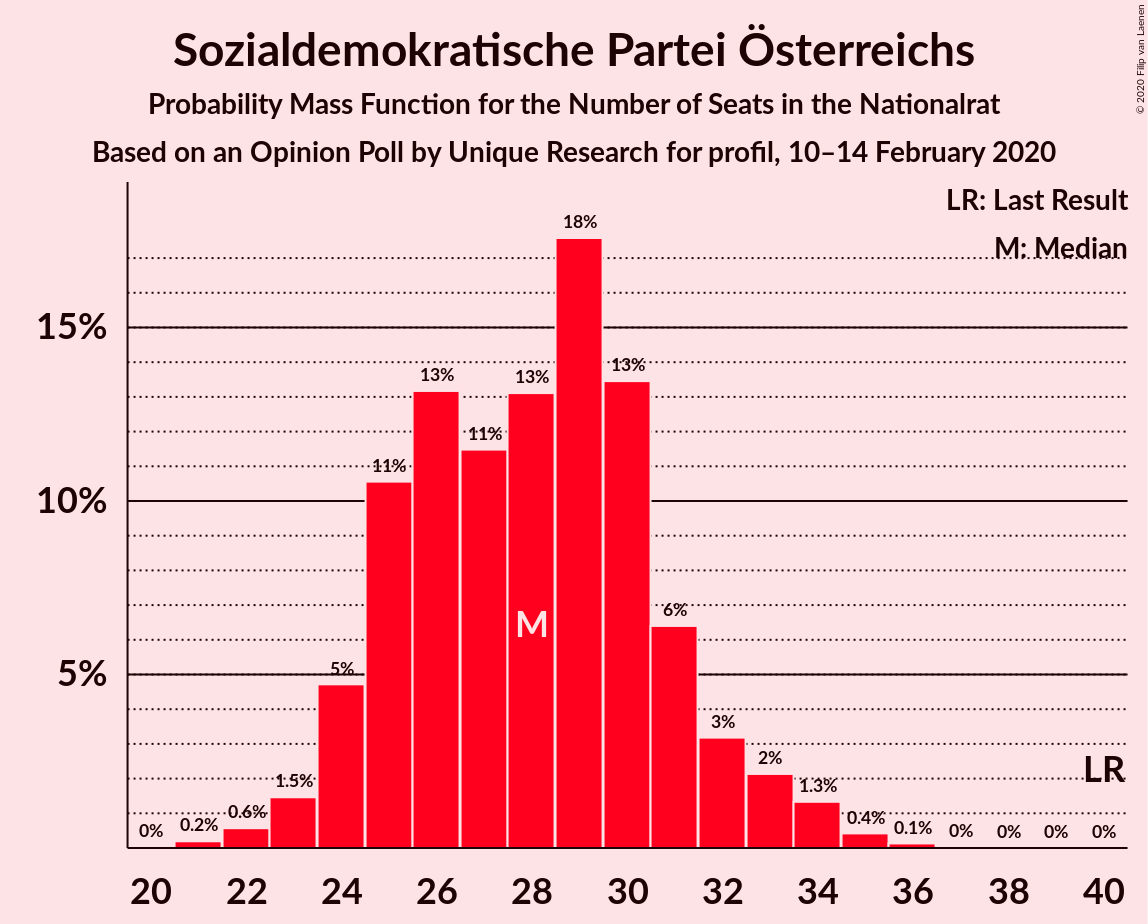 Sozialdemokratische Partei Österreichs
Probability Mass Function for the Number of Seats in the Nationalrat
Based on an Opinion Poll by Unique Research for profil, 10–14 February 2020
© 2020 Filip van Laenen
LR: Last Result
M: Median
15%
10%
5%
0%
0.2%
0.6%
1.5%
5%
11%
13%
11%
13%
18%
13%
6%
3%
2%
1.3%
0.4%
0.1%
0%
0%
0%
0%
M
LR
20 22 24 26 28 30 32 34 36 38 40